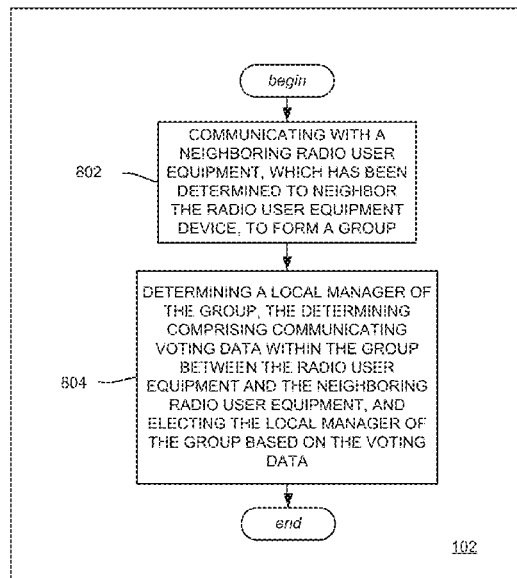 begin
COMMUNICATING WITH A
NEIGHBORING RADIO USER
EQUIPMENT, WHICH HAS BEEN
DETERMINED TO NEIGHBOR
THE RADIO USER EQUIPMENT
DEVICE, TO FORM A GROUP
802
DETERMINING A LOCAL MANAGER OF
THE GROUP, THE DETERMINING
COMPRISING COMMUNICATING
VOTING DATA WITHIN THE GROUP
BETWEEN THE RADIO USER
EQUIPMENT AND THE NEIGHBORING
RADIO USER EQUIPMENT, AND
ELECTING THE LOCAL MANAGER OF
THE GROUP BASED ON THE VOTING
DATA
804
end
102